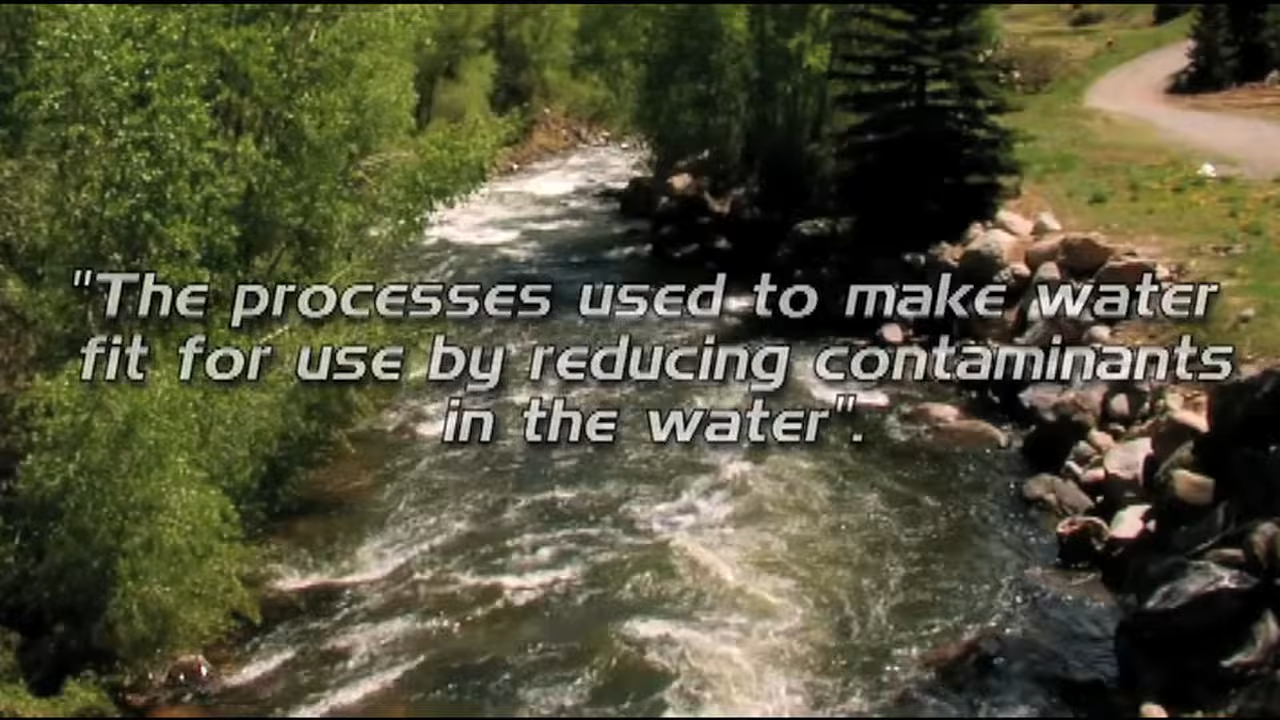 "The processes used to make water
fit for use by reducing contaminants
in the water".